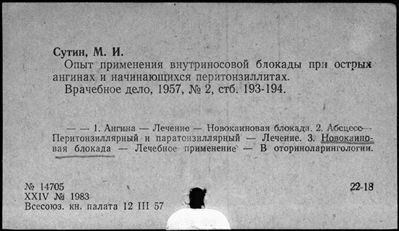 Сутин, М. И.
Опыт применения внутриносовой блокады при острых
ангинах и начинающихся перитонзиллитах.
Врачебное дело, 1957, № 2, стб. 193-194.
— — 1. Ангина — Лечение — Новокаиновая блокада. 2. Абсцесс —
Перитонзиллярный и паратонзиллярный — Лечение. 3. Новокаино-
вая блокада — Лечебное применение — В оториноларингологии.
№ 14705
22-18
XXIV № 1983
Всесоюз. кн. палата 12 III 57